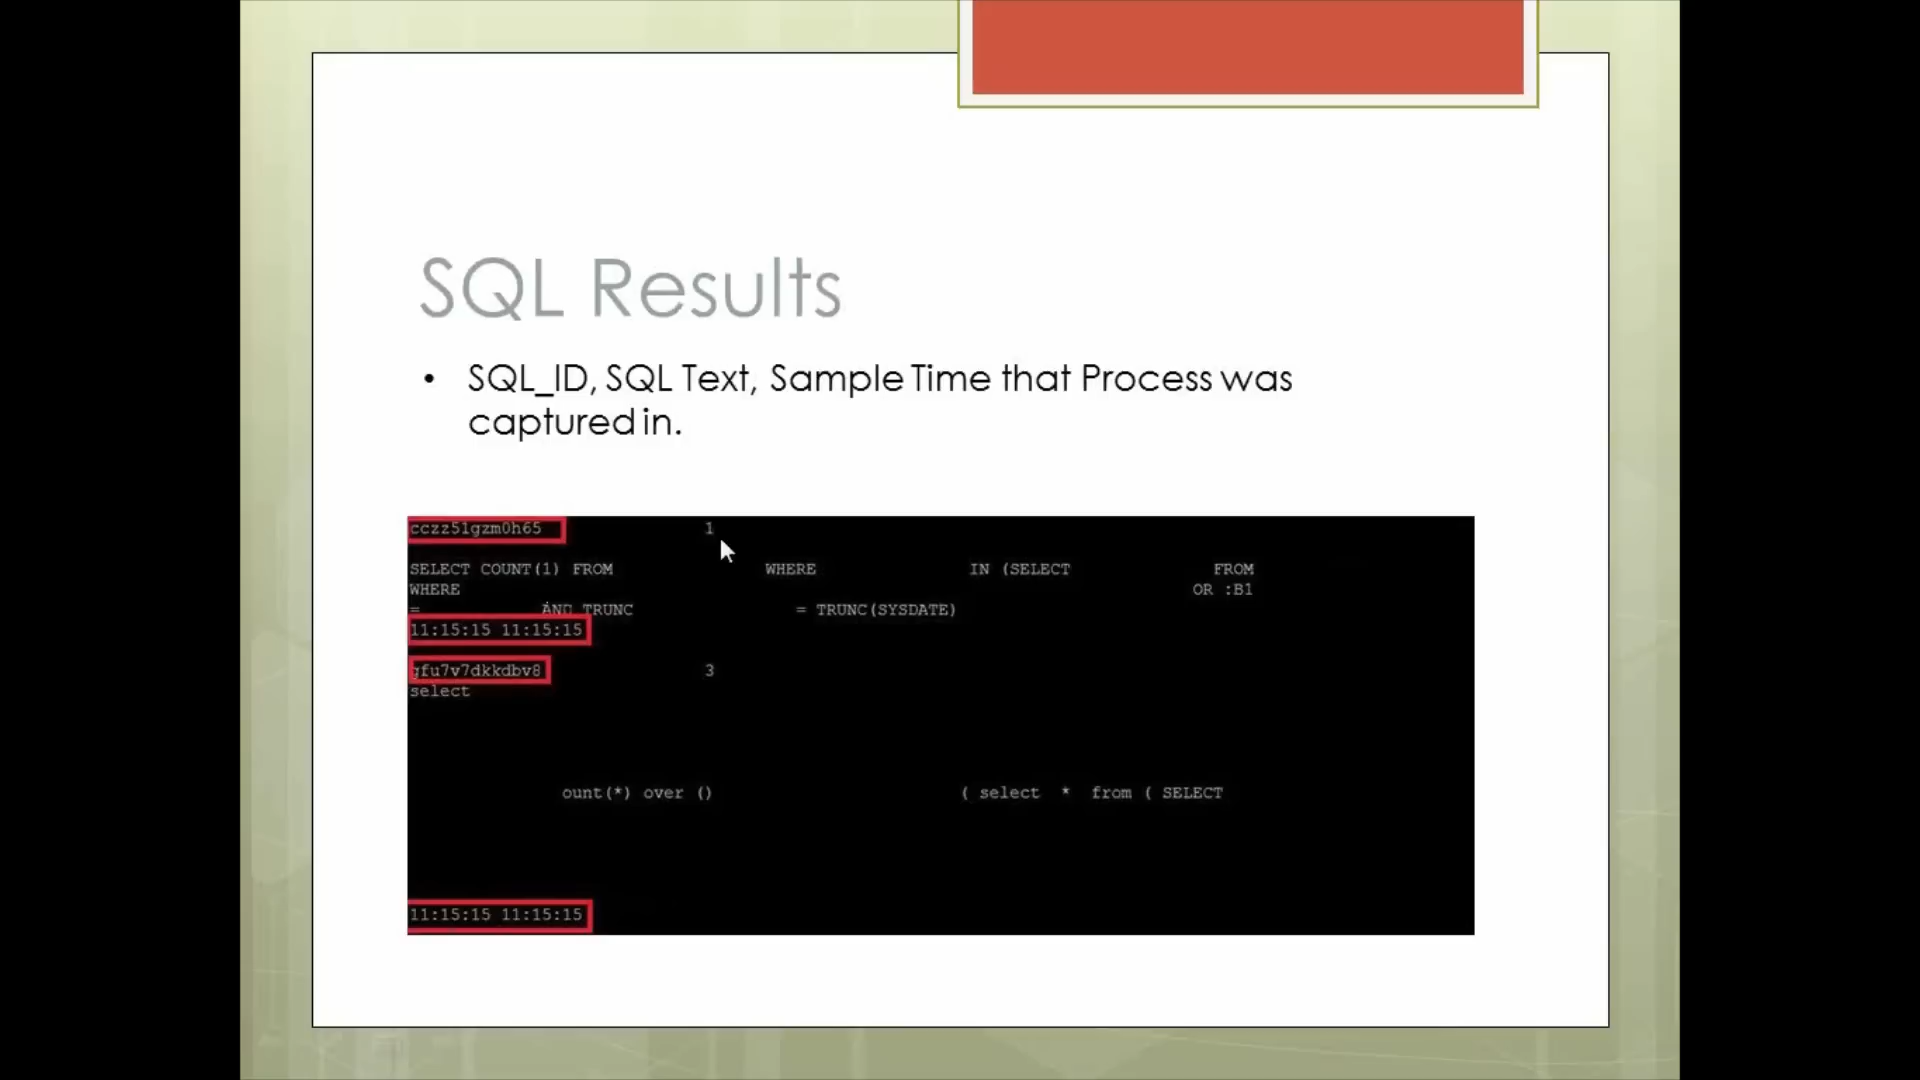 SQL Results
• SQL_ID, SQL Text, Sample Time that Process was
captured in.
cczz51gzm0h65 1
SELECT COUNT(1) FROM WHERE IN (SELECT FROM
WHERE OR :B1
= AND TRUNC = TRUNC(SYSDATE)
11:15:15 11:15:15
gfu7v7dkkdbv8 3
select
ount(*) over () ( select * from ( SELECT
11:15:15 11:15:15